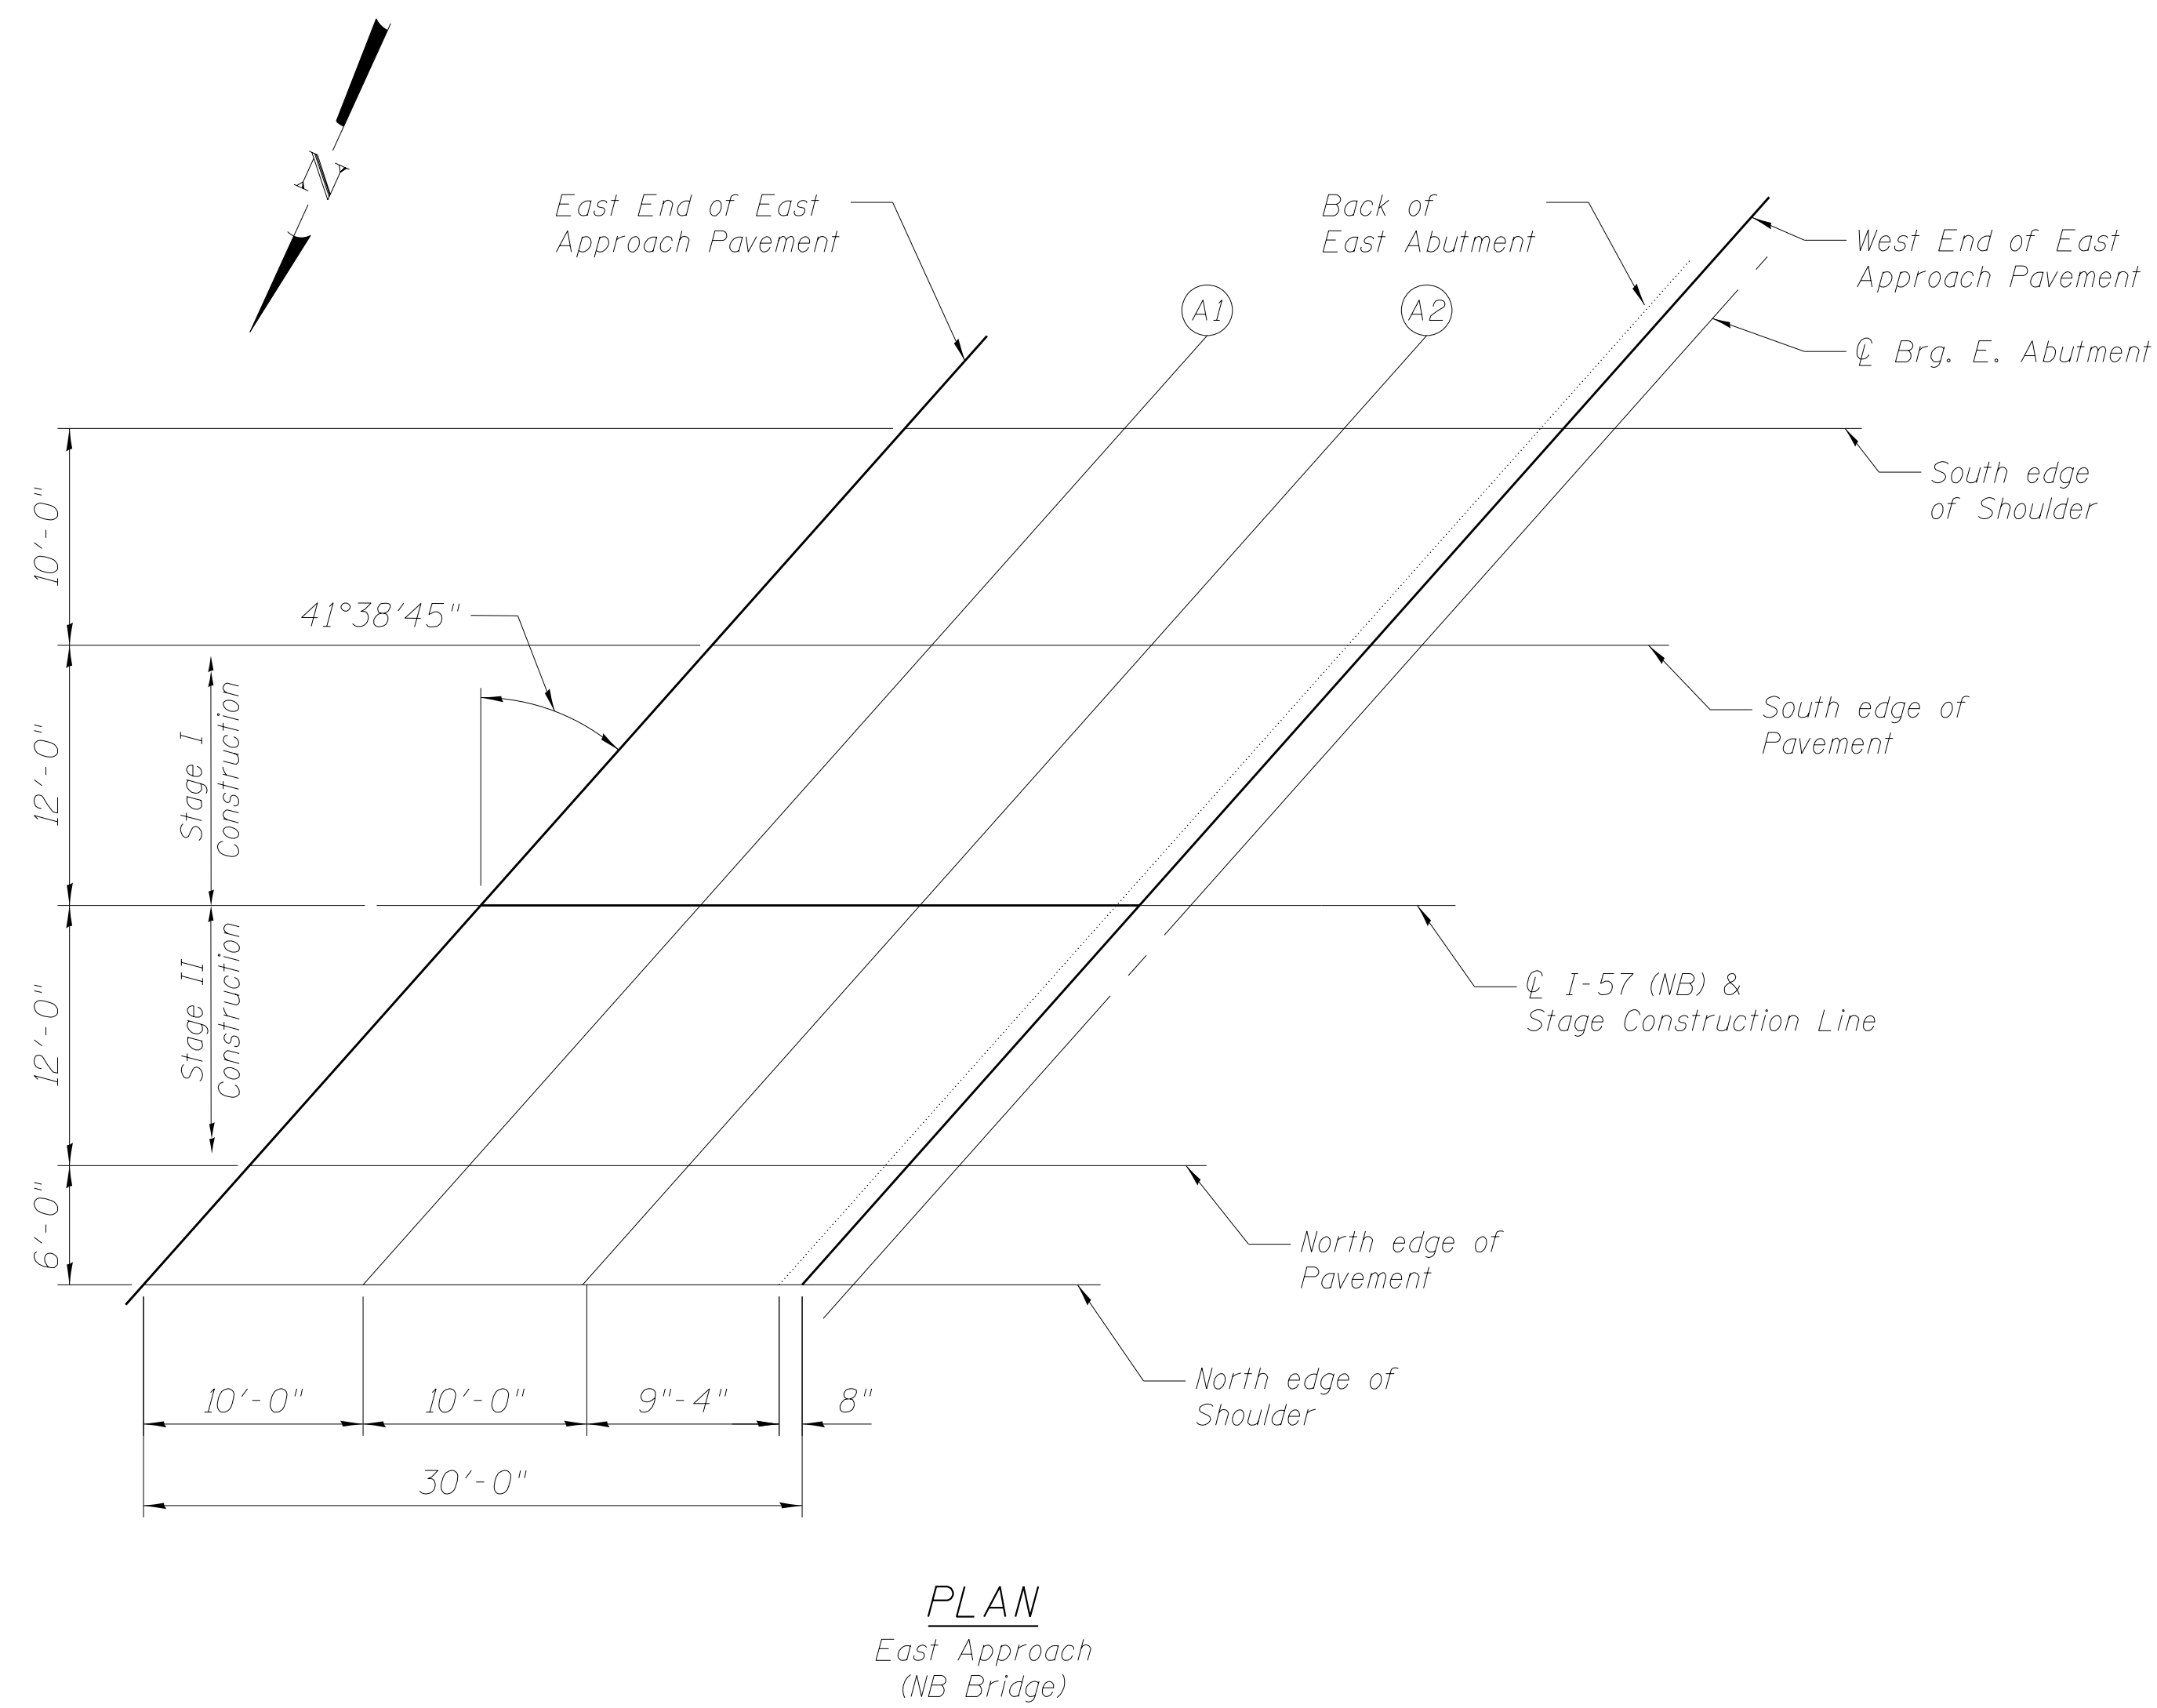 N
East End of East
Approach Pavement
Back of
East Abutment
West End of East
Approach Pavement
A1
A2
℄ Brg. E. Abutment
South edge
of Shoulder
10'-0"
41°38'45"
South edge of
Pavement
12'-0"
Stage I
Construction
℄ I-57 (NB) &
Stage Construction Line
12'-0"
Stage II
Construction
6'-0"
North edge of
Pavement
North edge of
Shoulder
10'-0"
10'-0"
9"-4"
8"
30'-0"
PLAN
East Approach
(NB Bridge)